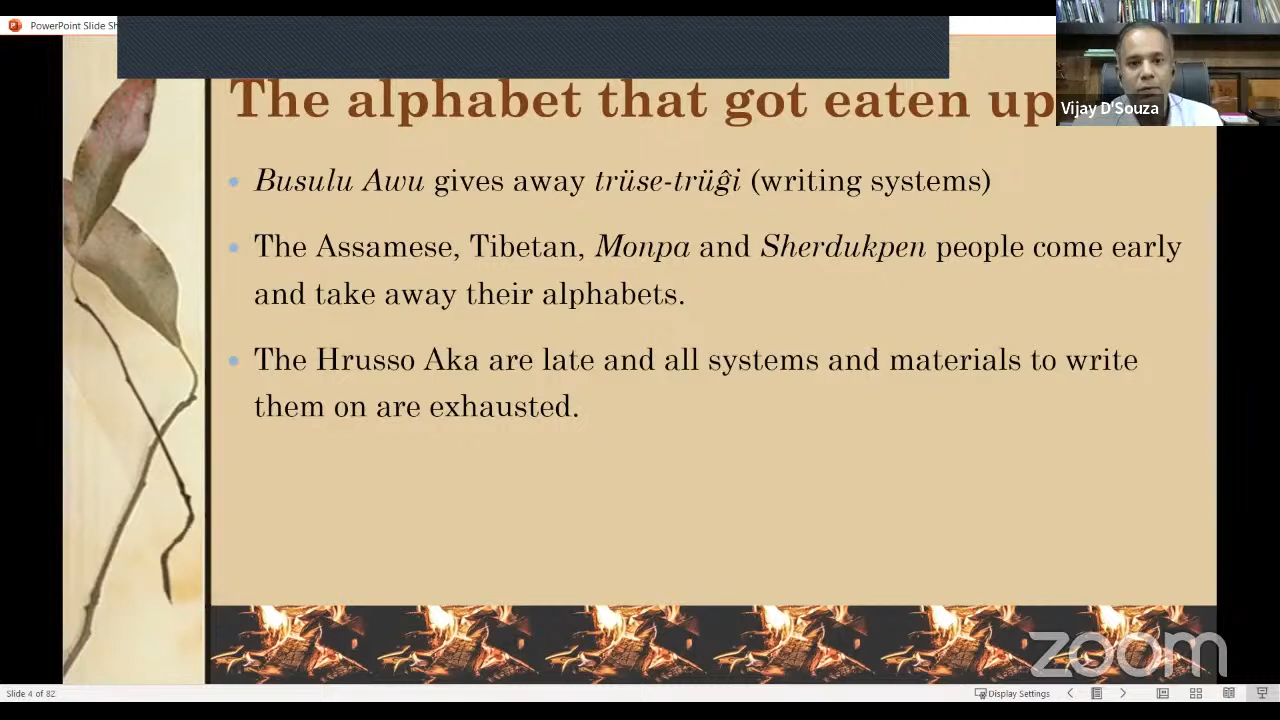 PowerPoint Slide Sh
The alphabet that got eaten up
Vijay D'Souza
• Busulu Awu gives away trüse-trüĝi (writing systems)
• The Assamese, Tibetan, Monpa and Sherdukpen people come early
and take away their alphabets.
• The Hrusso Aka are late and all systems and materials to write
them on are exhausted.
zoom
Slide 4 of 82
Display Settings